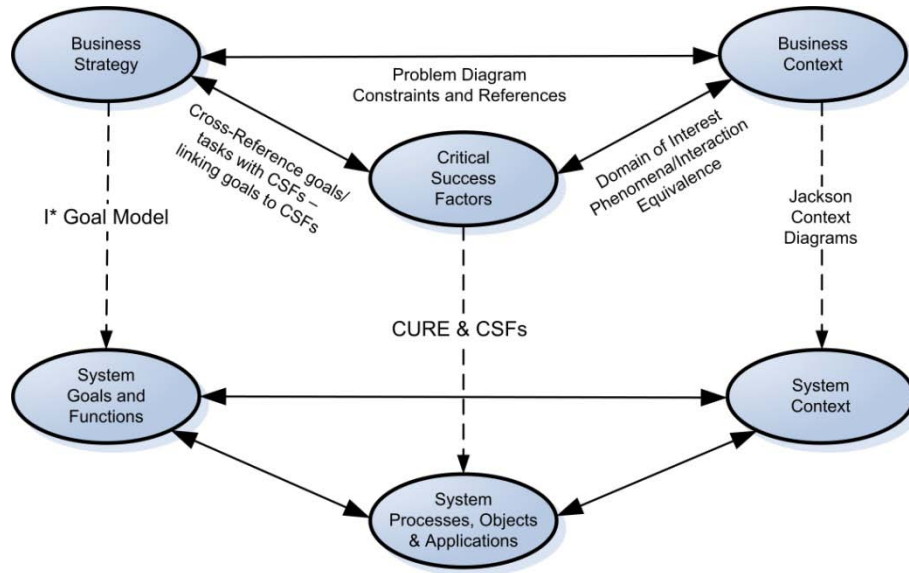 Business
Strategy
Business
Context
Problem Diagram
Constraints and References
Cross-Reference goals/
tasks with CSFs –
linking goals to CSFs
Critical
Success
Factors
Domain of Interest
Phenomena/Interaction
Equivalence
I* Goal Model
Jackson
Context
Diagrams
CURE & CSFs
System
Goals and
Functions
System
Context
System
Processes, Objects
& Applications